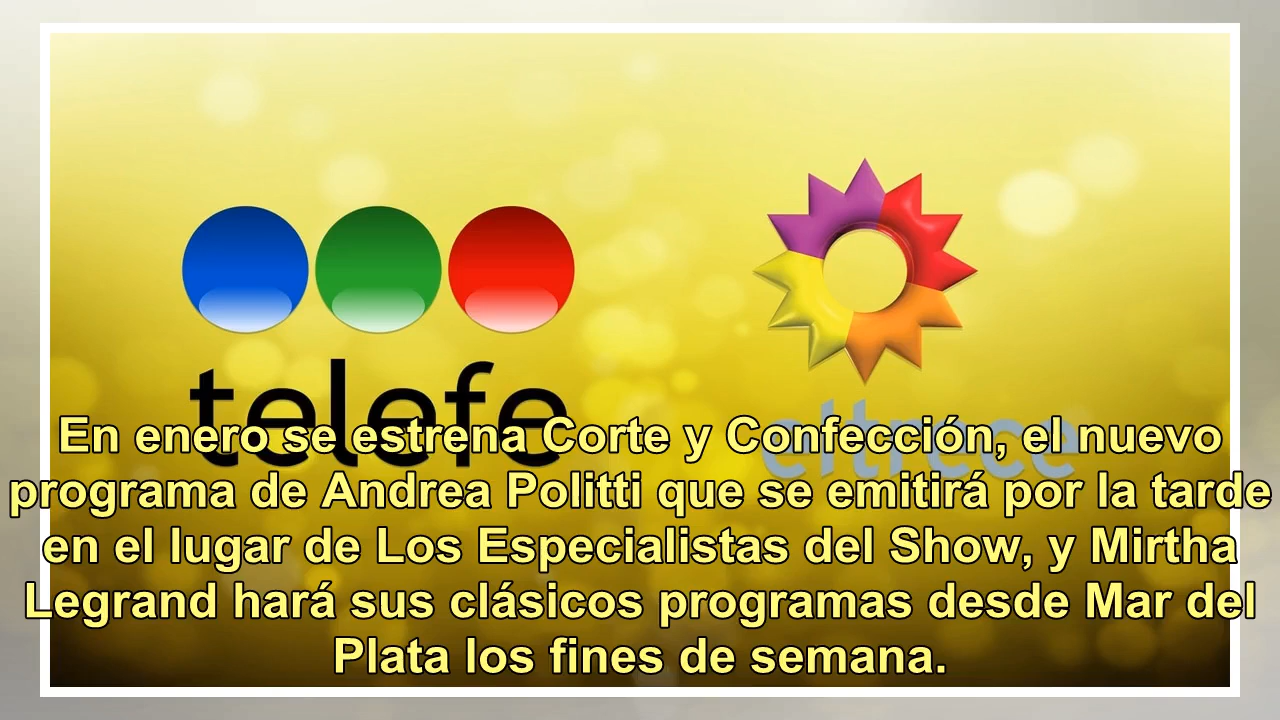 telefe
eltrece
En enero se estrena Corte y Confección, el nuevo
programa de Andrea Politti que se emitirá por la tarde
en el lugar de Los Especialistas del Show, y Mirtha
Legrand hará sus clásicos programas desde Mar del
Plata los fines de semana.